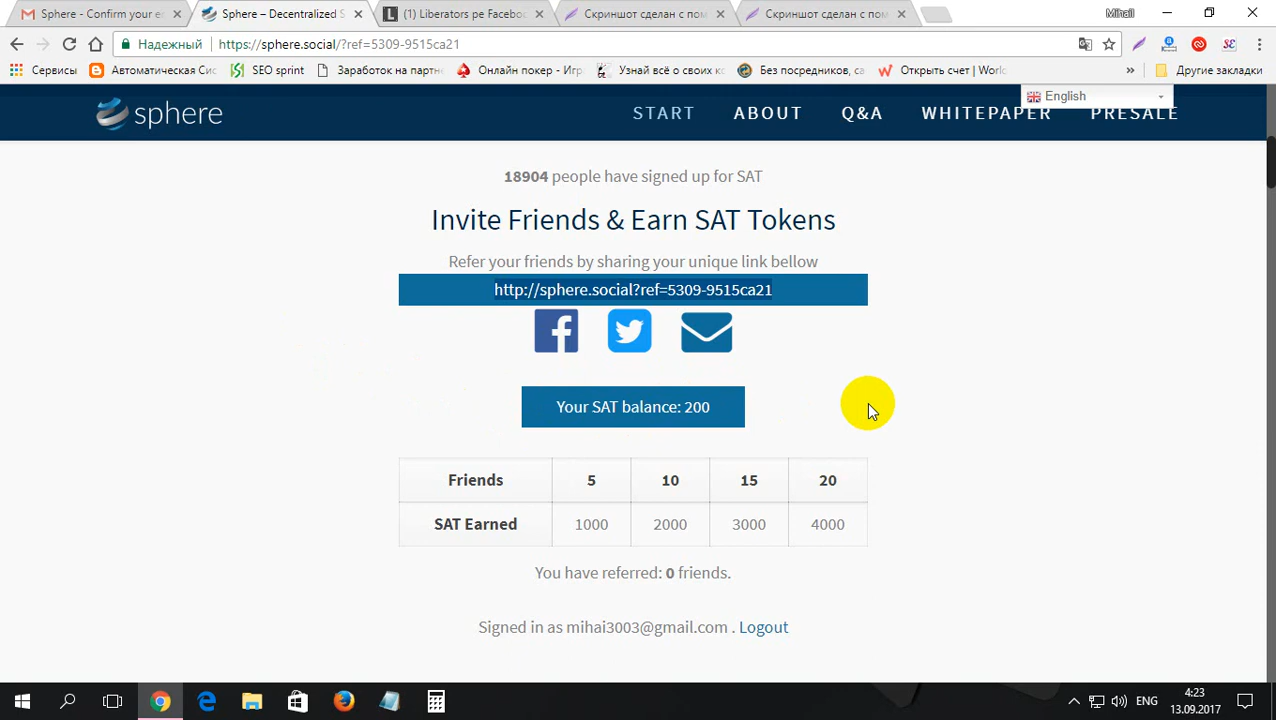 Sphere - Confirm your e
Sphere – Decentralized S
(1) Liberators pe Facebo
Скриншот сделан с пом
Скриншот сделан с пом
Mihail
Надежный
https://sphere.social/?ref=5309-9515ca21
Сервисы
Автоматическая Сис
SEO sprint
Заработок на партн
Онлайн покер - Игр
Узнай всё о своих кс
Без посредников, са
Открыть счет | World
»
Другие закладки
English
sphere
START
ABOUT
Q&A
WHITEPAPER
PRESALE
18904 people have signed up for SAT
Invite Friends & Earn SAT Tokens
Refer your friends by sharing your unique link bellow
http://sphere.social?ref=5309-9515ca21
Your SAT balance: 200
Friends 5 10 15 20
SAT Earned 1000 2000 3000 4000
You have referred: 0 friends.
Signed in as mihai3003@gmail.com . Logout
ENG
4:23
13.09.2017